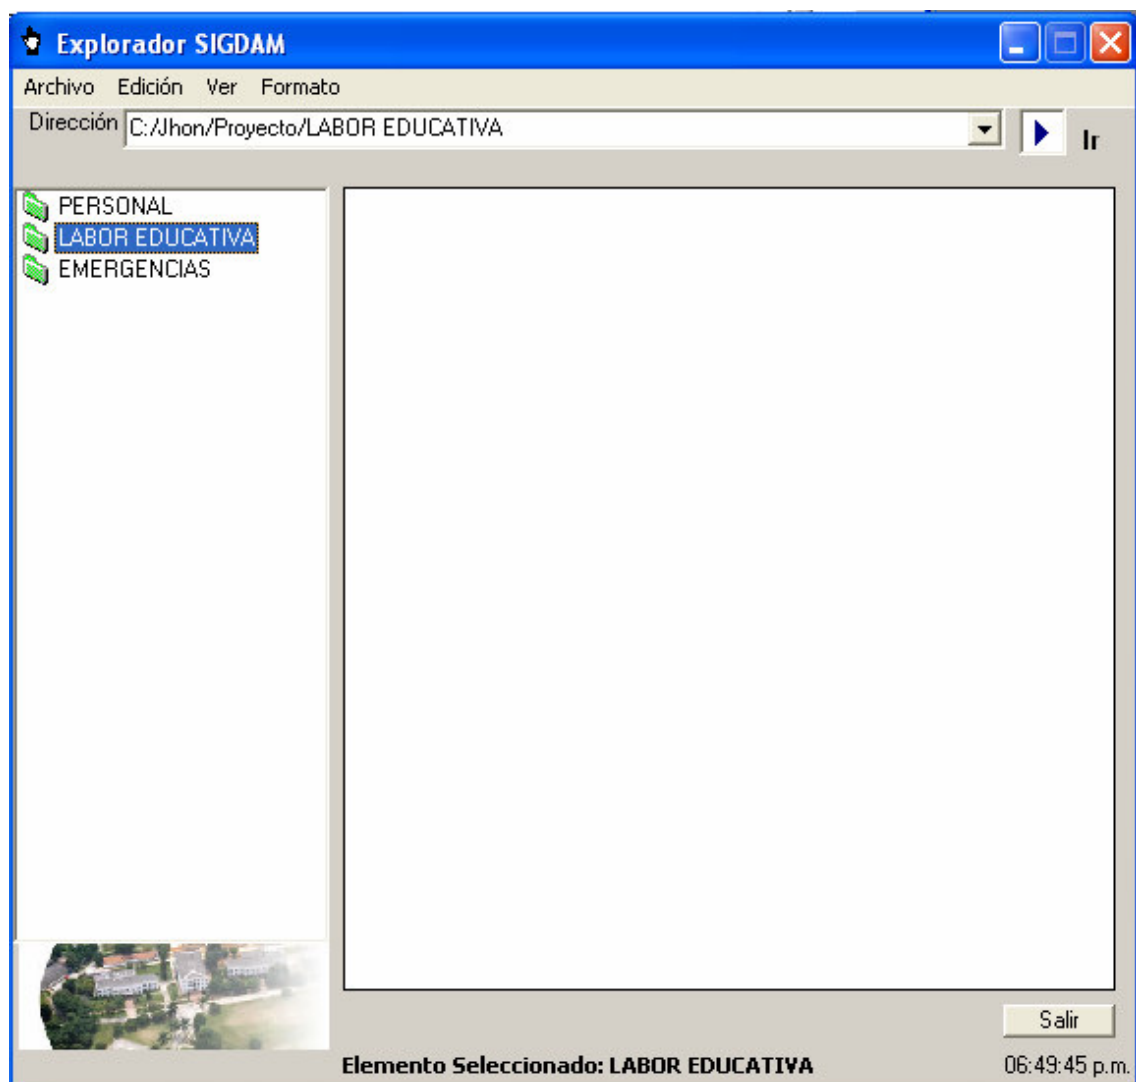 Explorador SIGDAM
Archivo Edición Ver Formato
Dirección C:/Jhon/Proyecto/LABOR EDUCATIVA Ir
PERSONAL
LABOR EDUCATIVA
EMERGENCIAS
Salir
Elemento Seleccionado: LABOR EDUCATIVA 06:49:45 p.m.